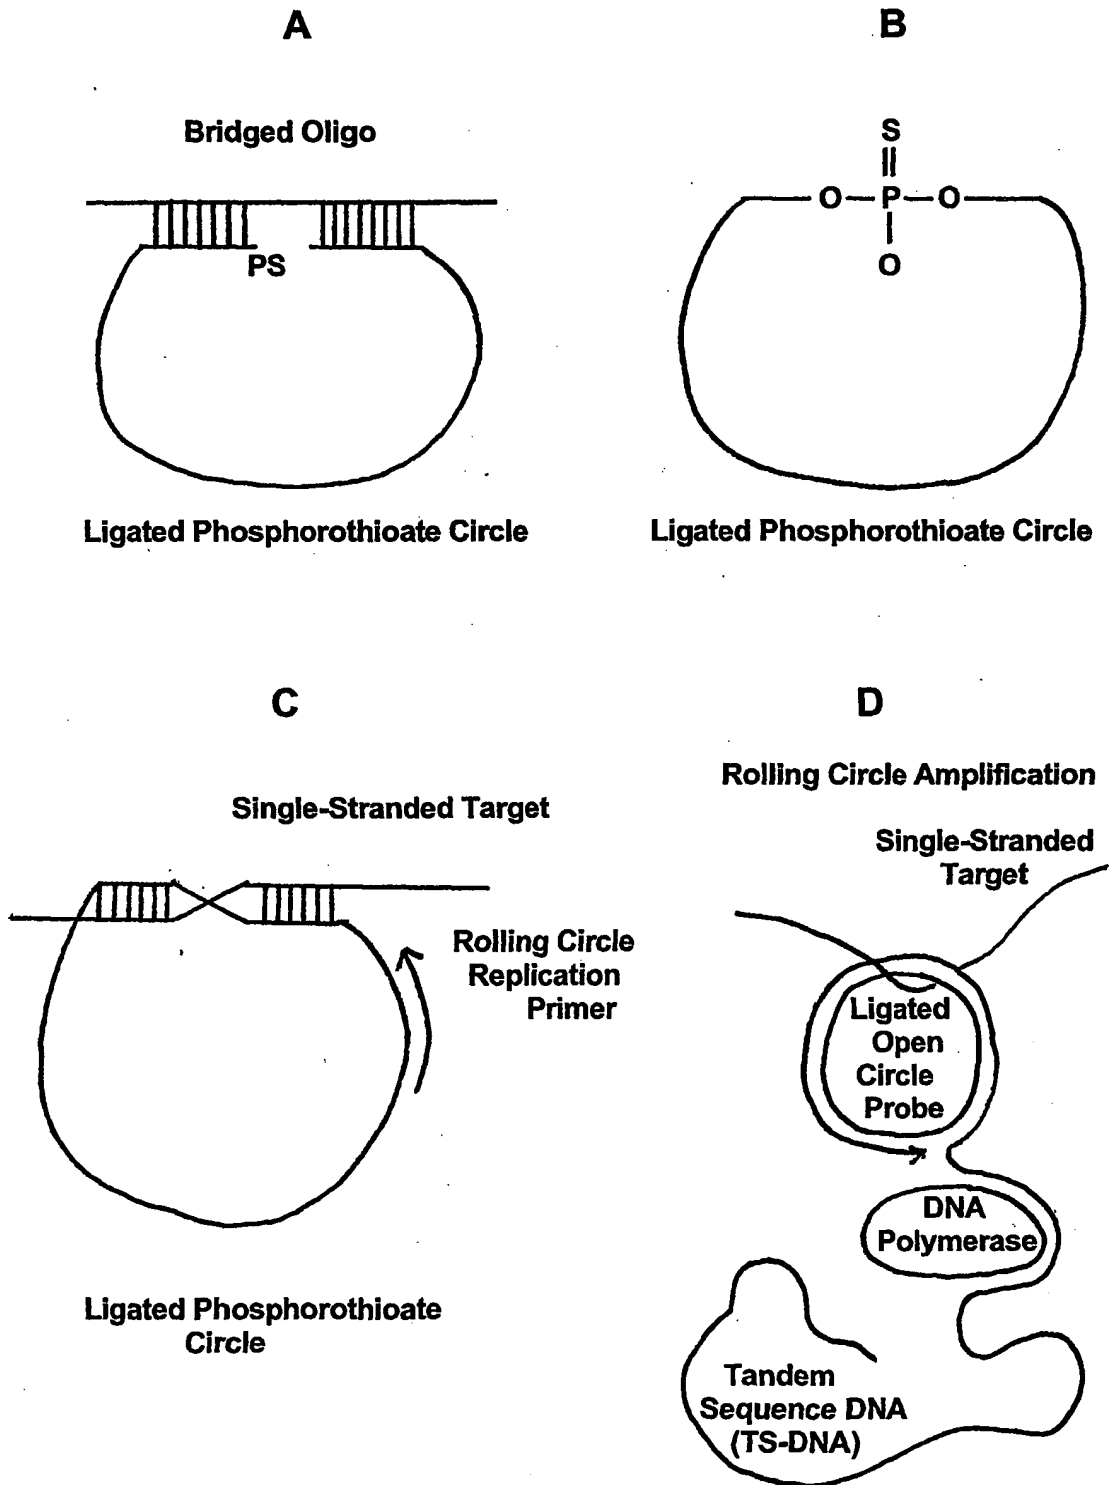 A
Bridged Oligo
PS
Ligated Phosphorothioate Circle
B
S
O—P—O
O
Ligated Phosphorothioate Circle
C
Single-Stranded Target
Rolling Circle
Replication
Primer
Ligated Phosphorothioate
Circle
D
Rolling Circle Amplification
Single-Stranded
Target
Ligated
Open
Circle
Probe
DNA
Polymerase
Tandem
Sequence DNA
(TS-DNA)